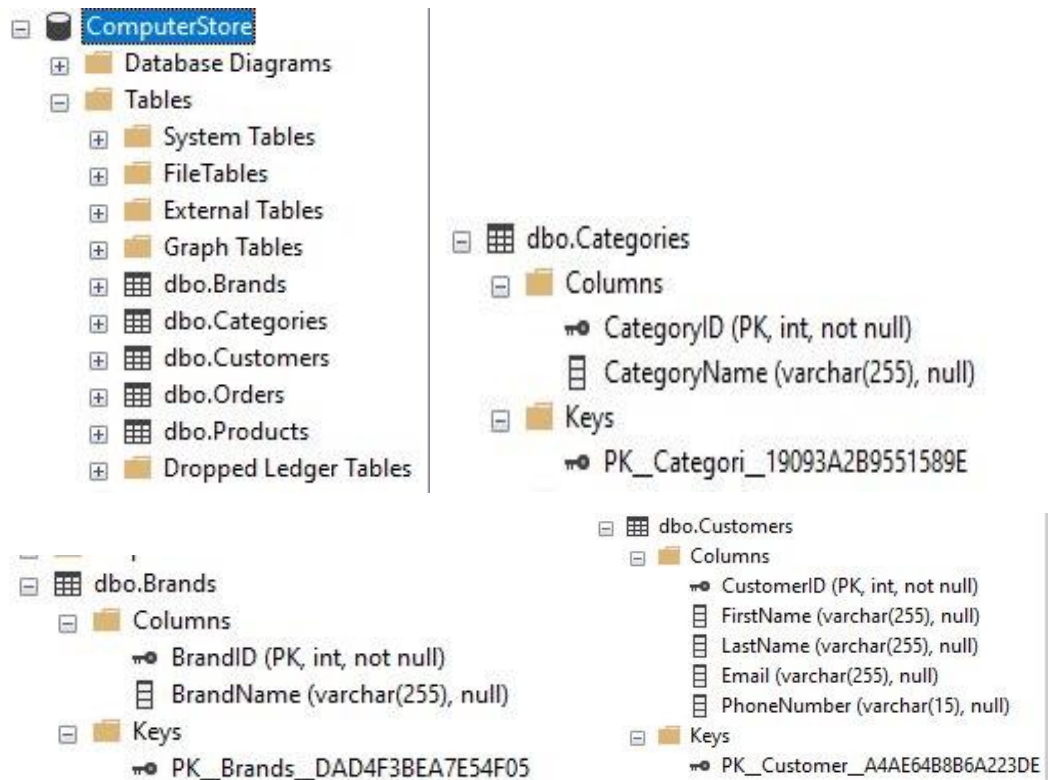 ComputerStore
Database Diagrams
Tables
System Tables
FileTables
External Tables
Graph Tables
dbo.Brands
dbo.Categories
dbo.Customers
dbo.Orders
dbo.Products
Dropped Ledger Tables
dbo.Categories
Columns
CategoryID (PK, int, not null)
CategoryName (varchar(255), null)
Keys
PK__Categori__19093A2B9551589E
dbo.Brands
Columns
BrandID (PK, int, not null)
BrandName (varchar(255), null)
Keys
PK__Brands__DAD4F3BEA7E54F05
dbo.Customers
Columns
CustomerID (PK, int, not null)
FirstName (varchar(255), null)
LastName (varchar(255), null)
Email (varchar(255), null)
PhoneNumber (varchar(15), null)
Keys
PK__Customer__A4AE64B8B6A223DE